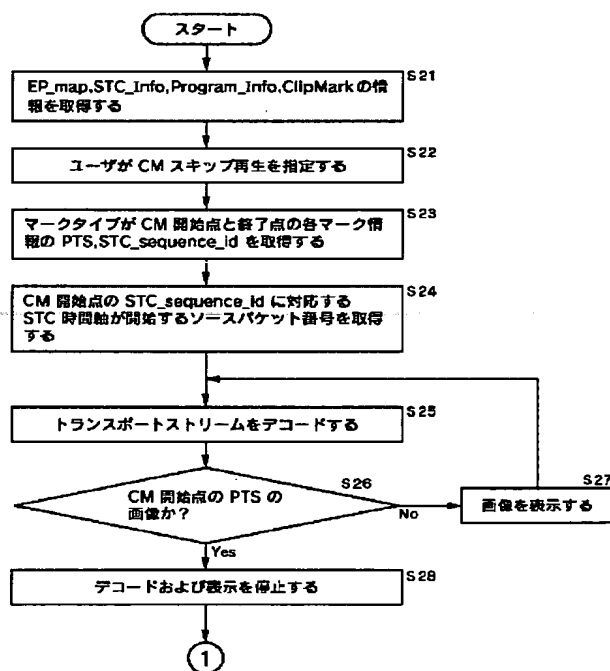 スタート
S21
EP_map,STC_Info,Program_Info,ClipMarkの情
報を取得する
S22
ユーザが CM スキップ再生を指定する
S23
マークタイプが CM 開始点と終了点の各マーク情
報の PTS,STC_sequence_id を取得する
S24
CM 開始点の STC_sequence_id に対応する
STC 時間軸が開始するソースパケット番号を取得
する
S25
トランスポートストリームをデコードする
S26
CM 開始点の PTS の
画像か?
No
S27
画像を表示する
Yes
S28
デコードおよび表示を停止する
1